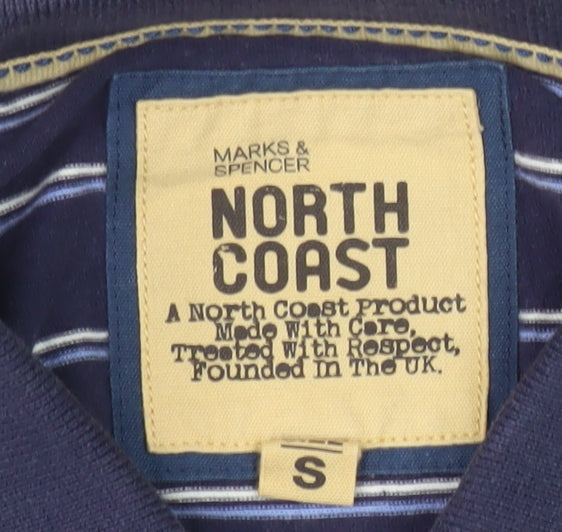 MARKS &
SPENCER
NORTH
COAST
A North Coast Product
Made With Care,
Treated With Respect,
Founded In The UK.
S